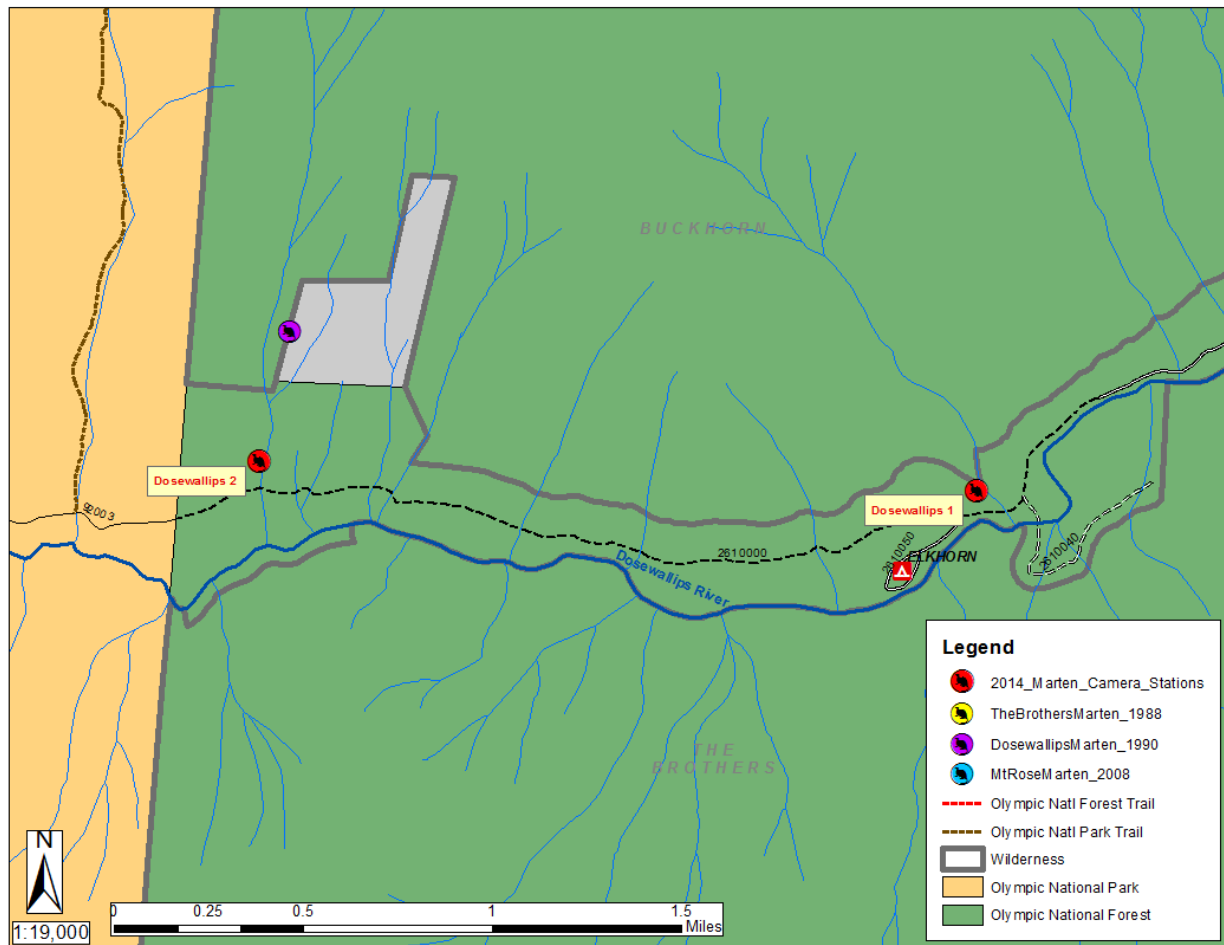 BUCKHORN
Dosewallips 2
Dosewallips 1
92003
2610000
2610050
ELKHORN
2610040
Dosewallips River
THE
BROTHERS
N
1:19,000
0 0.25 0.5 1 1.5
Miles
Legend
2014_Marten_Camera_Stations
TheBrothersMarten_1988
DosewallipsMarten_1990
MtRoseMarten_2008
Olympic Natl Forest Trail
Olympic Natl Park Trail
Wilderness
Olympic National Park
Olympic National Forest